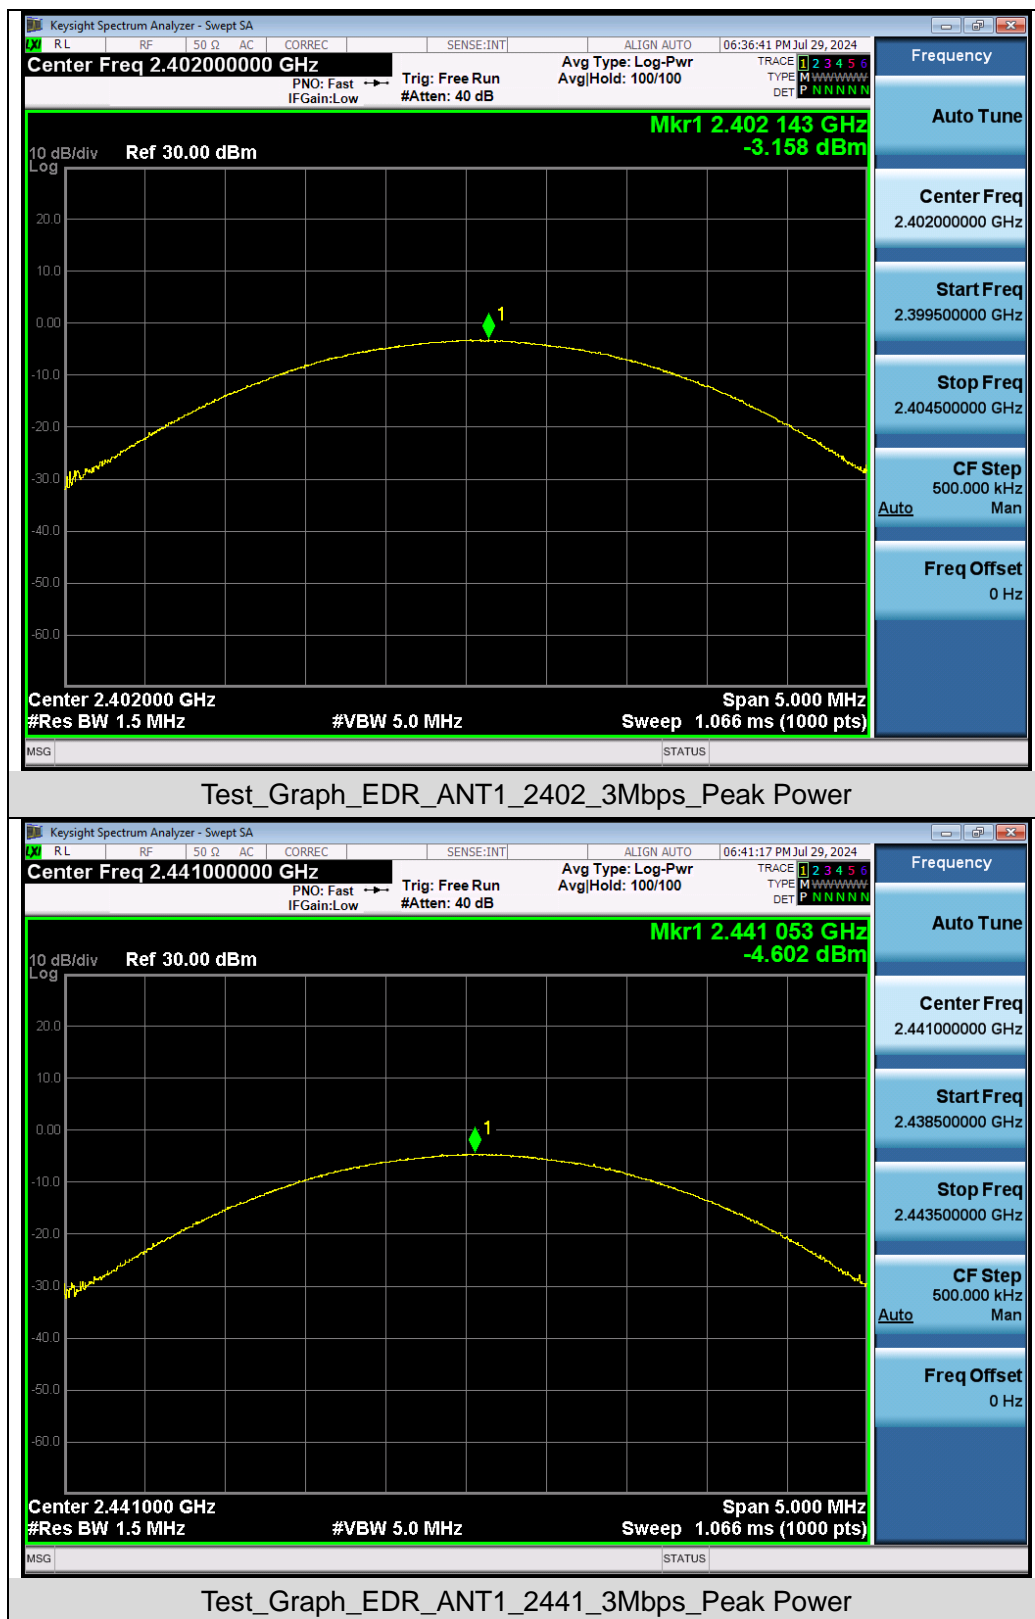 Keysight Spectrum Analyzer - Swept SA
LXI RL RF 50 Ω AC CORREC SENSE:INT ALIGN AUTO 06:36:41 PM Jul 29, 2024
Center Freq 2.402000000 GHz Avg Type: Log-Pwr TRACE 1 2 3 4 5 6
PNO: Fast Trig: Free Run Avg|Hold: 100/100 TYPE M WWWWW
IFGain:Low #Atten: 40 dB DET P N N N N N
Frequency
Mkr1 2.402 143 GHz
-3.158 dBm
10 dB/div Ref 30.00 dBm
Log
20.0
10.0
0.00
-10.0
-20.0
-30.0
-40.0
-50.0
-60.0
1
Center 2.402000 GHz Span 5.000 MHz
#Res BW 1.5 MHz #VBW 5.0 MHz Sweep 1.066 ms (1000 pts)
MSG STATUS
Auto Tune
Center Freq
2.402000000 GHz
Start Freq
2.399500000 GHz
Stop Freq
2.404500000 GHz
CF Step
500.000 kHz
Auto Man
Freq Offset
0 Hz
Test_Graph_EDR_ANT1_2402_3Mbps_Peak Power
Keysight Spectrum Analyzer - Swept SA
LXI RL RF 50 Ω AC CORREC SENSE:INT ALIGN AUTO 06:41:17 PM Jul 29, 2024
Center Freq 2.441000000 GHz Avg Type: Log-Pwr TRACE 1 2 3 4 5 6
PNO: Fast Trig: Free Run Avg|Hold: 100/100 TYPE M WWWWW
IFGain:Low #Atten: 40 dB DET P N N N N N
Frequency
Mkr1 2.441 053 GHz
-4.602 dBm
10 dB/div Ref 30.00 dBm
Log
20.0
10.0
0.00
-10.0
-20.0
-30.0
-40.0
-50.0
-60.0
1
Center 2.441000 GHz Span 5.000 MHz
#Res BW 1.5 MHz #VBW 5.0 MHz Sweep 1.066 ms (1000 pts)
MSG STATUS
Auto Tune
Center Freq
2.441000000 GHz
Start Freq
2.438500000 GHz
Stop Freq
2.443500000 GHz
CF Step
500.000 kHz
Auto Man
Freq Offset
0 Hz
Test_Graph_EDR_ANT1_2441_3Mbps_Peak Power